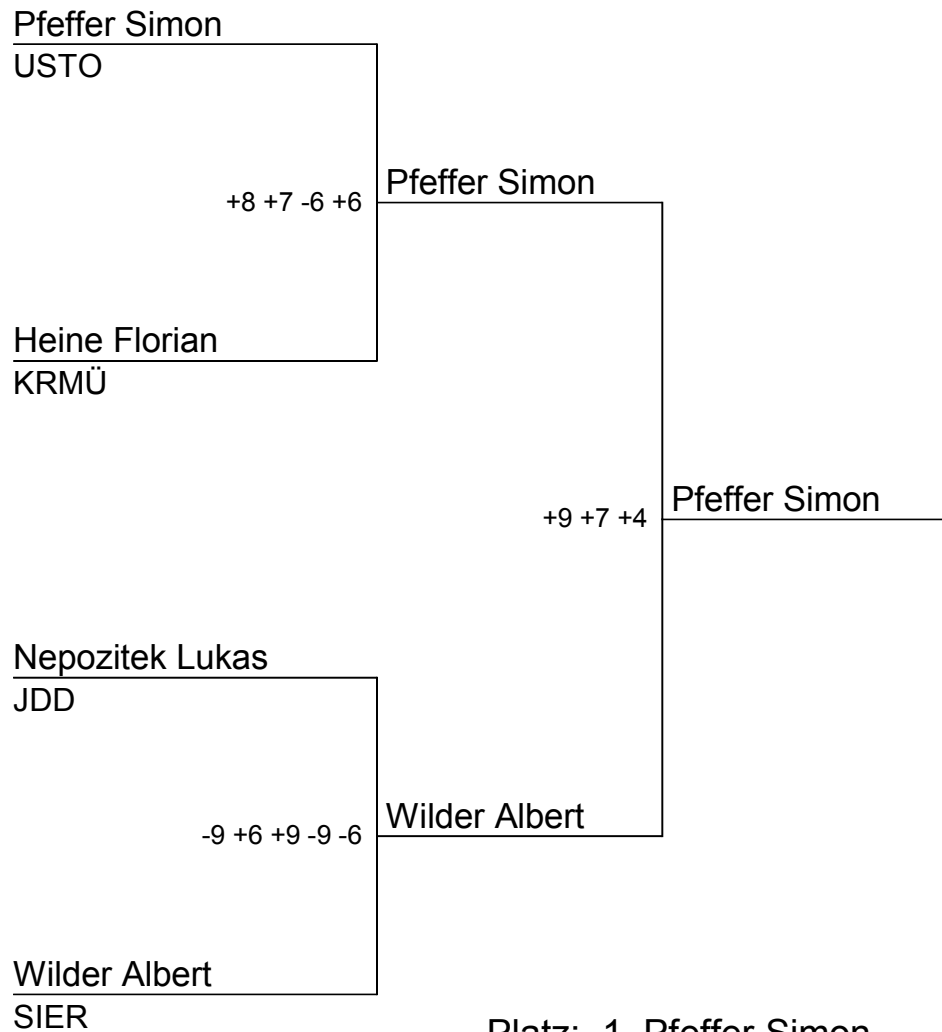 Pfeffer Simon
USTO
+8 +7 -6 +6
Pfeffer Simon
Heine Florian
KRMÜ
+9 +7 +4
Pfeffer Simon
Nepozitek Lukas
JDD
-9 +6 +9 -9 -6
Wilder Albert
Wilder Albert
SIER
Platz: 1 Pfeffer Simon